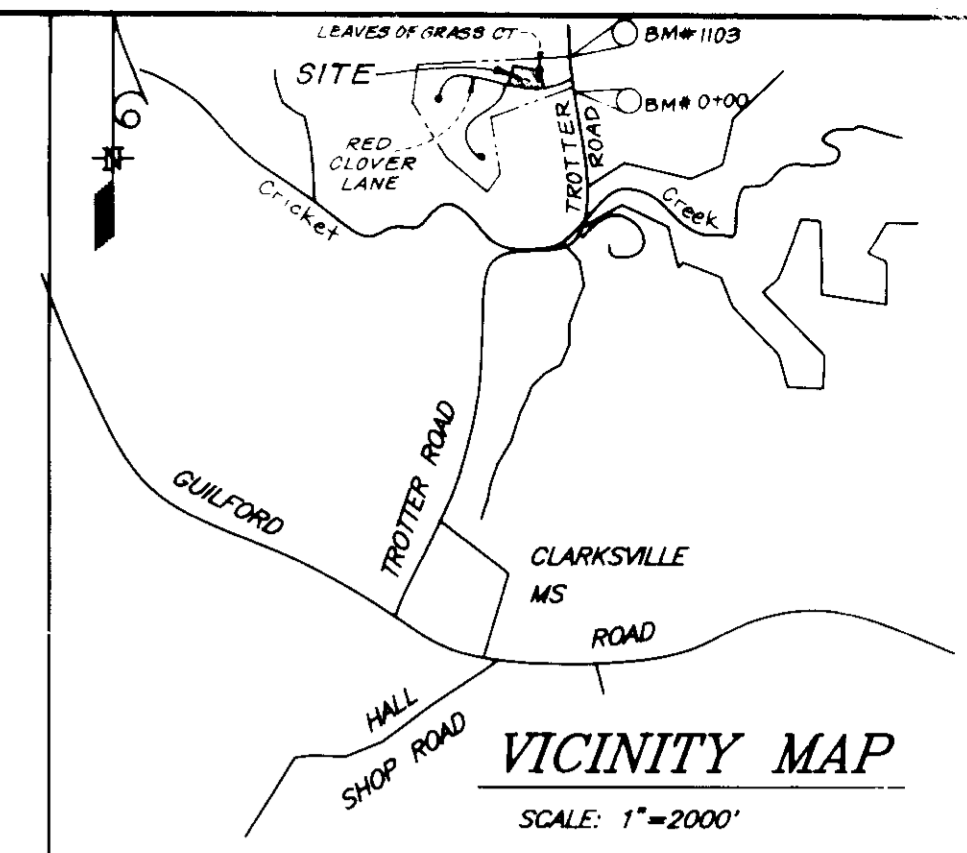 LEAVES OF GRASS CT
BM#1103
SITE
BM# 0+00
RED
CLOVER
LANE
TROTTER
ROAD
N
Cricket
Creek
TROTTER ROAD
GUILFORD
CLARKSVILLE
MS
ROAD
HALL
SHOP ROAD
VICINITY MAP
SCALE: 1"=2000'